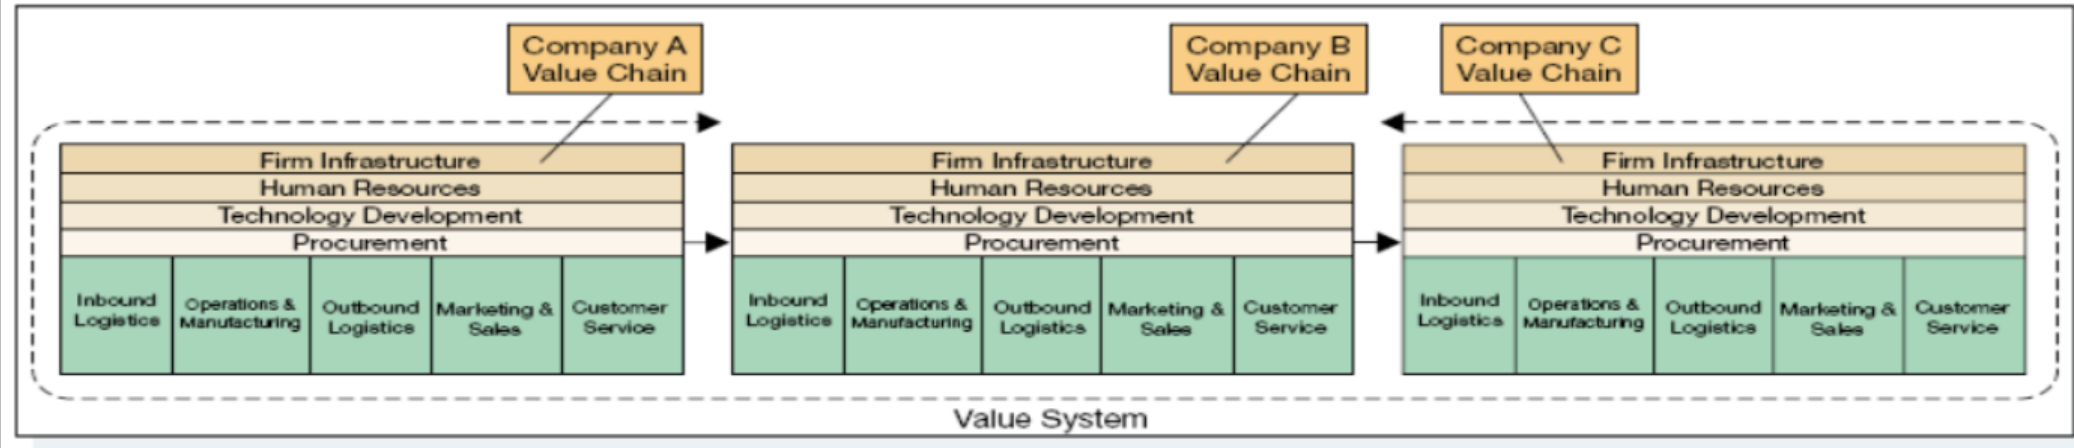 Company A
Value Chain
Company B
Value Chain
Company C
Value Chain
Firm Infrastructure
Human Resources
Technology Development
Procurement
Inbound
Logistics
Operations &
Manufacturing
Outbound
Logistics
Marketing &
Sales
Customer
Service
Firm Infrastructure
Human Resources
Technology Development
Procurement
Inbound
Logistics
Operations &
Manufacturing
Outbound
Logistics
Marketing &
Sales
Customer
Service
Firm Infrastructure
Human Resources
Technology Development
Procurement
Inbound
Logistics
Operations &
Manufacturing
Outbound
Logistics
Marketing &
Sales
Customer
Service
Value System